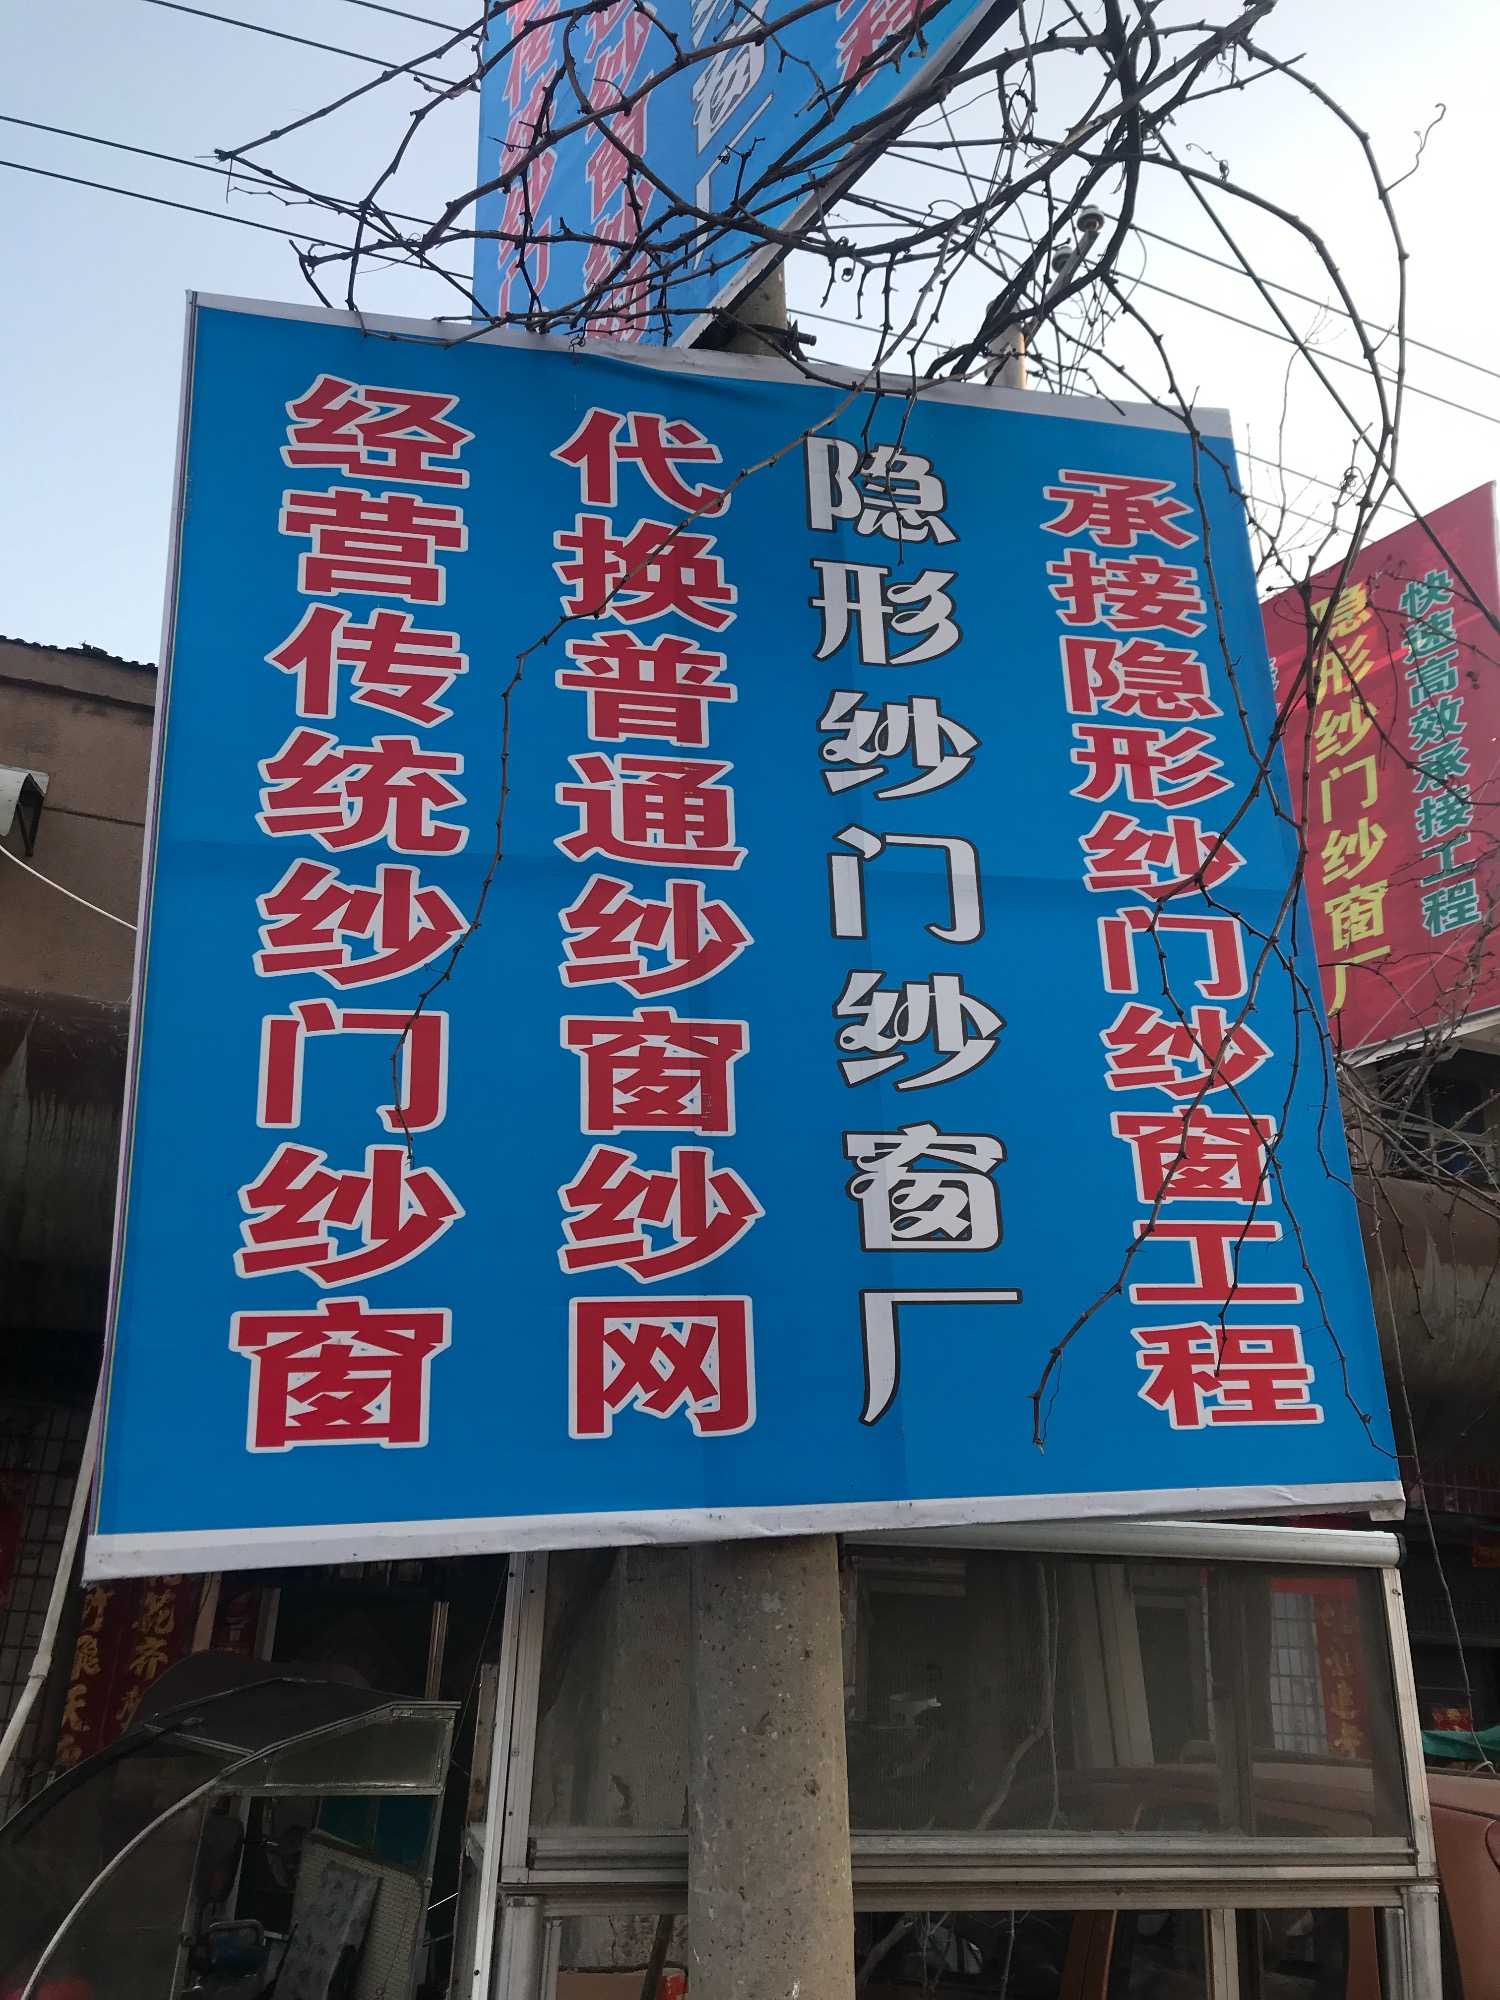 承接隐形纱门纱窗工程
隐形纱门纱窗厂
代换普通纱窗纱网
经营传统纱门纱窗
快速高效承接工程
隐形纱门纱窗厂